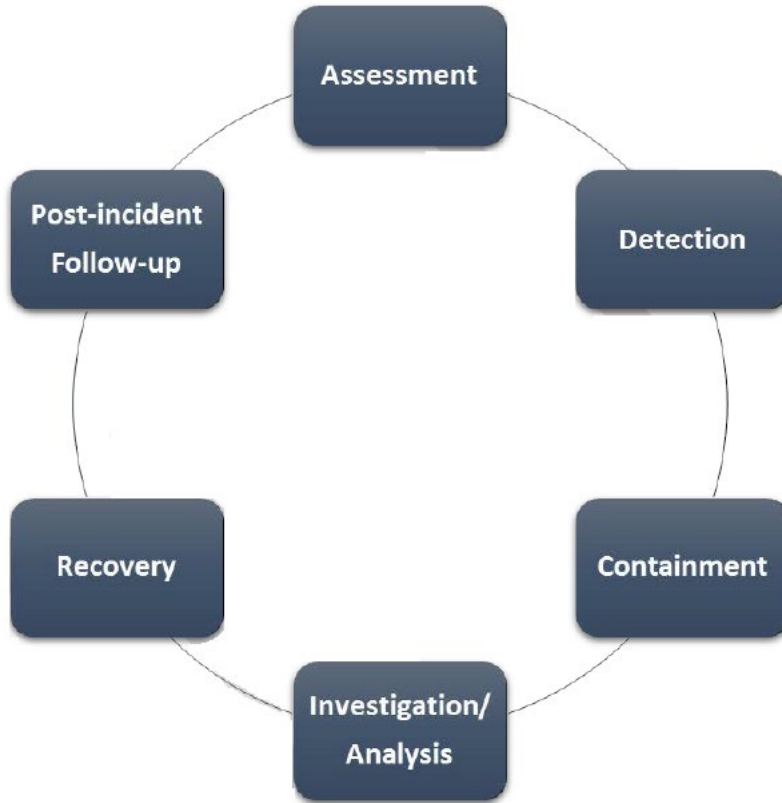 Assessment
Detection
Containment
Investigation/
Analysis
Recovery
Post-incident
Follow-up